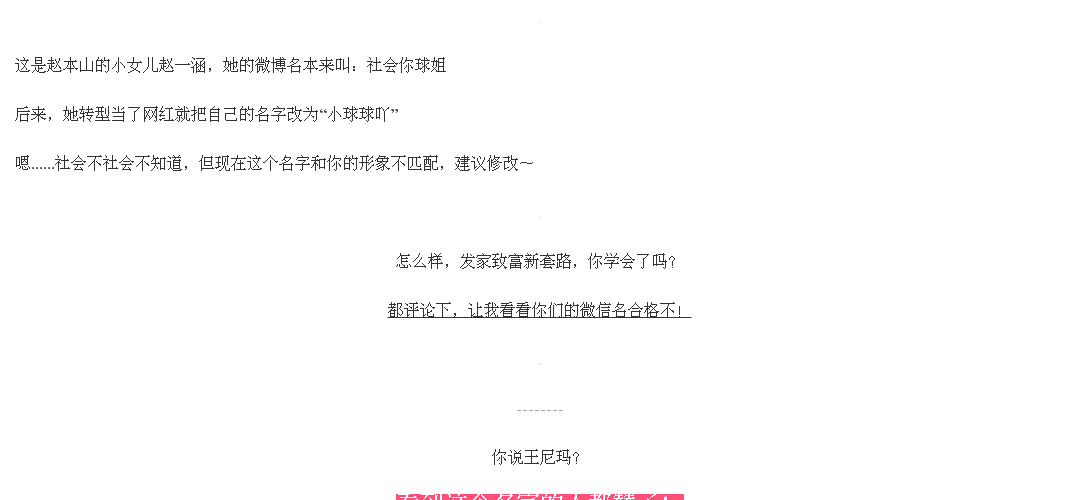 这是赵本山的小女儿赵一涵，她的微博名本来叫：社会你球姐
后来，她转型当了网红就把自己的名字改为“小球球吖”
嗯......社会不社会不知道，但现在这个名字和你的形象不匹配，建议修改～
怎么样，发家致富新套路，你学会了吗？
都评论下，让我看看你们的微信名合格不！
--------
你说王尼玛？